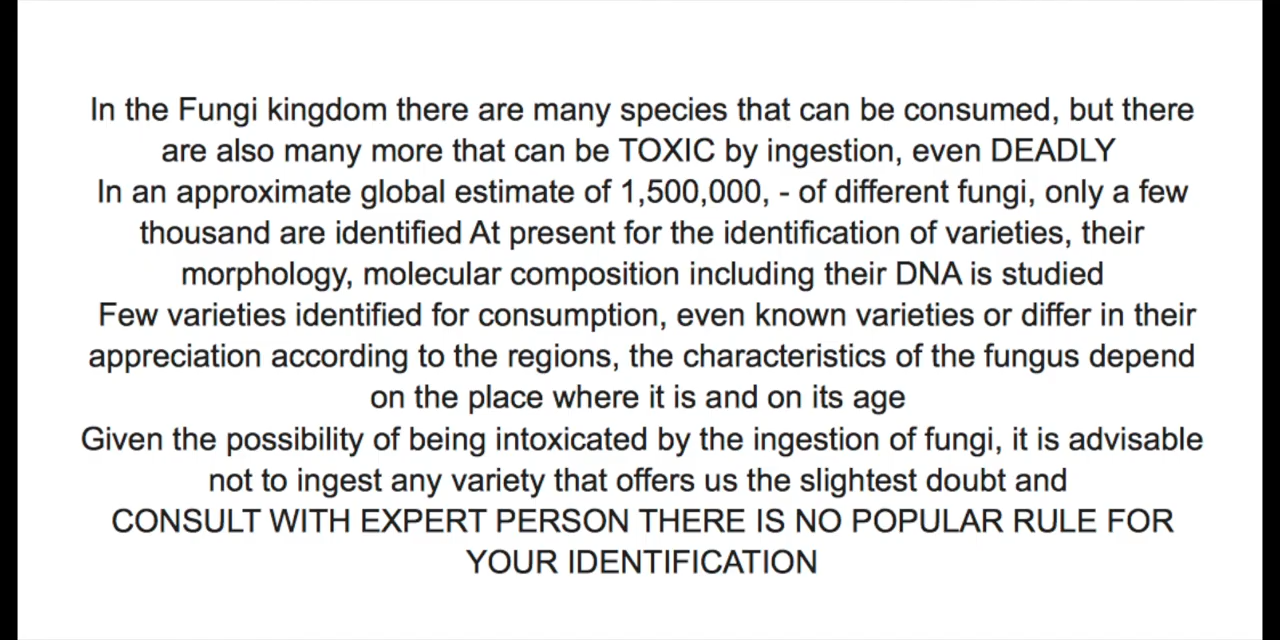 In the Fungi kingdom there are many species that can be consumed, but there
are also many more that can be TOXIC by ingestion, even DEADLY
In an approximate global estimate of 1,500,000, - of different fungi, only a few
thousand are identified At present for the identification of varieties, their
morphology, molecular composition including their DNA is studied
Few varieties identified for consumption, even known varieties or differ in their
appreciation according to the regions, the characteristics of the fungus depend
on the place where it is and on its age
Given the possibility of being intoxicated by the ingestion of fungi, it is advisable
not to ingest any variety that offers us the slightest doubt and
CONSULT WITH EXPERT PERSON THERE IS NO POPULAR RULE FOR
YOUR IDENTIFICATION